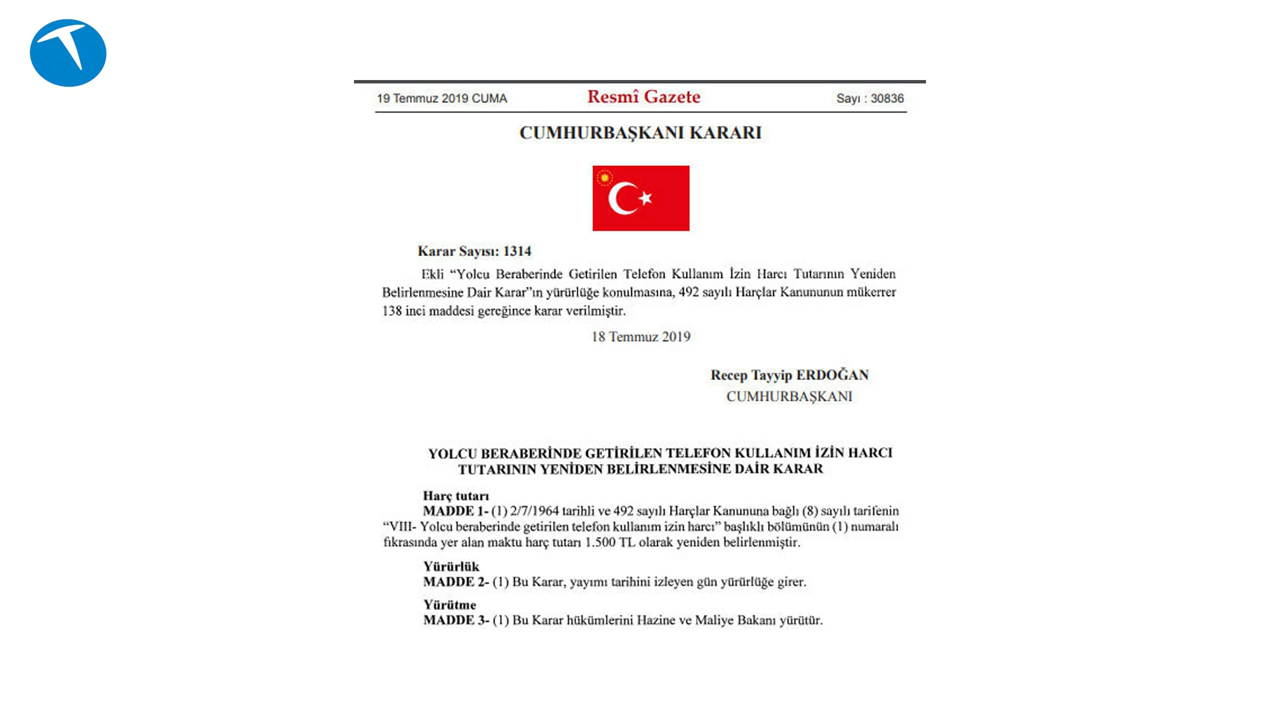 19 Temmuz 2019 CUMA Resmî Gazete Sayı : 30836
CUMHURBAŞKANI KARARI
Karar Sayısı: 1314
Ekli “Yolcu Beraberinde Getirilen Telefon Kullanım İzin Harcı Tutarının Yeniden
Belirlenmesine Dair Karar”ın yürürlüğe konulmasına, 492 sayılı Harçlar Kanununun mükerrer
138 inci maddesi gereğince karar verilmiştir.
18 Temmuz 2019
Recep Tayyip ERDOĞAN
CUMHURBAŞKANI
YOLCU BERABERİNDE GETİRİLEN TELEFON KULLANIM İZİN HARCI
TUTARININ YENİDEN BELİRLENMESİNE DAİR KARAR
Harç tutarı
MADDE 1- (1) 2/7/1964 tarihli ve 492 sayılı Harçlar Kanununa bağlı (8) sayılı tarifenin
“VIII- Yolcu beraberinde getirilen telefon kullanım izin harcı” başlıklı bölümünün (1) numaralı
fıkrasında yer alan maktu harç tutarı 1.500 TL olarak yeniden belirlenmiştir.
Yürürlük
MADDE 2- (1) Bu Karar, yayımı tarihini izleyen gün yürürlüğe girer.
Yürütme
MADDE 3- (1) Bu Karar hükümlerini Hazine ve Maliye Bakanı yürütür.